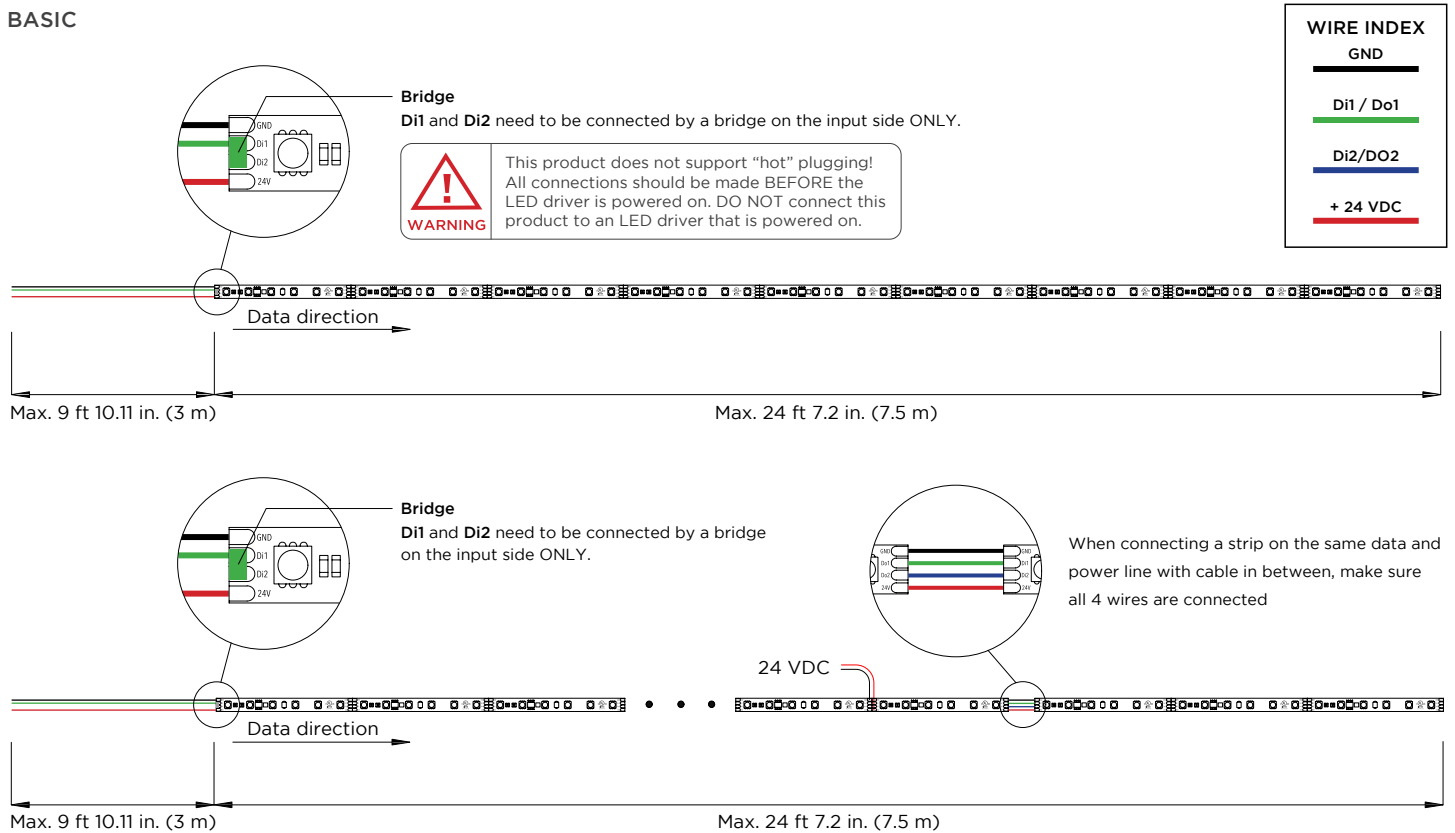 BASIC
WIRE INDEX
GND
Di1 / Do1
Di2/DO2
+ 24 VDC
Bridge
Di1 and Di2 need to be connected by a bridge on the input side ONLY.
GND
Di1
Di2
24V
WARNING
This product does not support “hot” plugging!
All connections should be made BEFORE the
LED driver is powered on. DO NOT connect this
product to an LED driver that is powered on.
Data direction
Max. 9 ft 10.11 in. (3 m)
Max. 24 ft 7.2 in. (7.5 m)
Bridge
Di1 and Di2 need to be connected by a bridge
on the input side ONLY.
GND
Di1
Di2
24V
GND
Do1
Do2
24V
GND
Di1
Di2
24V
When connecting a strip on the same data and
power line with cable in between, make sure
all 4 wires are connected
24 VDC
Data direction
Max. 9 ft 10.11 in. (3 m)
Max. 24 ft 7.2 in. (7.5 m)